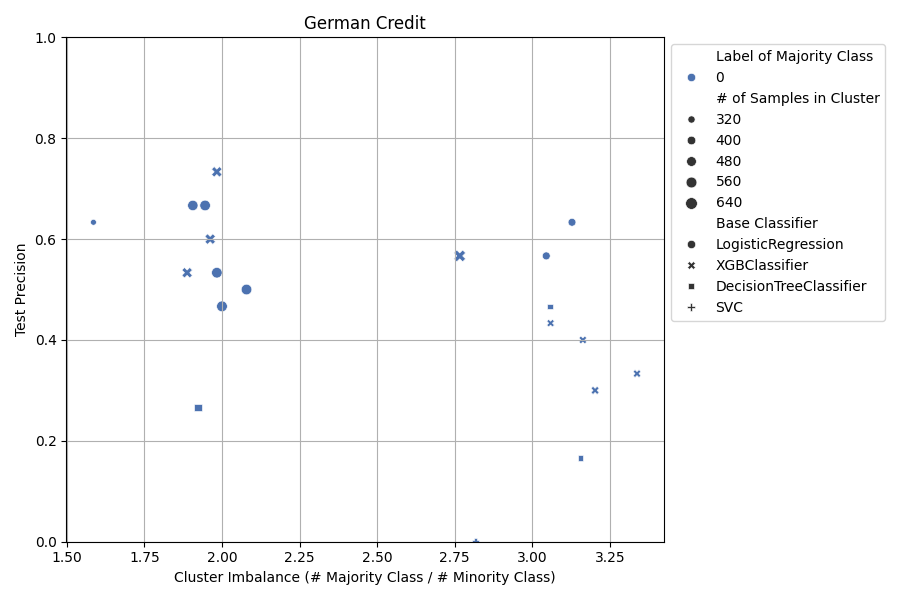 German Credit
1.0
0.8
0.6
0.4
0.2
0.0
Test Precision
1.50 1.75 2.00 2.25 2.50 2.75 3.00 3.25
Cluster Imbalance (# Majority Class / # Minority Class)
Label of Majority Class
0
# of Samples in Cluster
320
400
480
560
640
Base Classifier
LogisticRegression
XGBClassifier
DecisionTreeClassifier
SVC